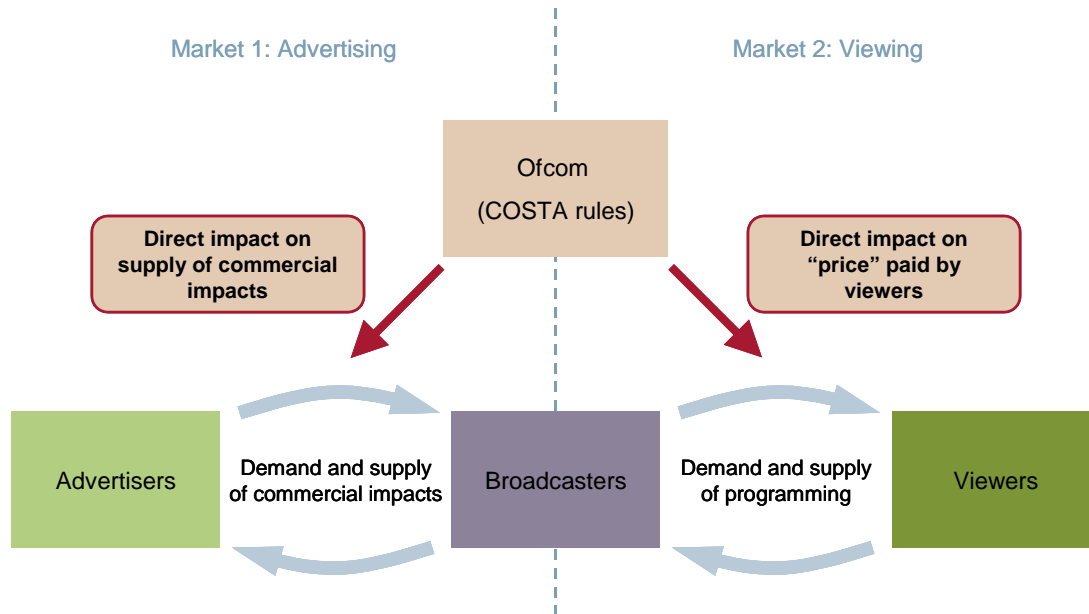 Market 1: Advertising
Market 2: Viewing
Ofcom
(COSTA rules)
Direct impact on
supply of commercial
impacts
Direct impact on
“price” paid by
viewers
Advertisers
Demand and supply
of commercial impacts
Broadcasters
Demand and supply
of programming
Viewers